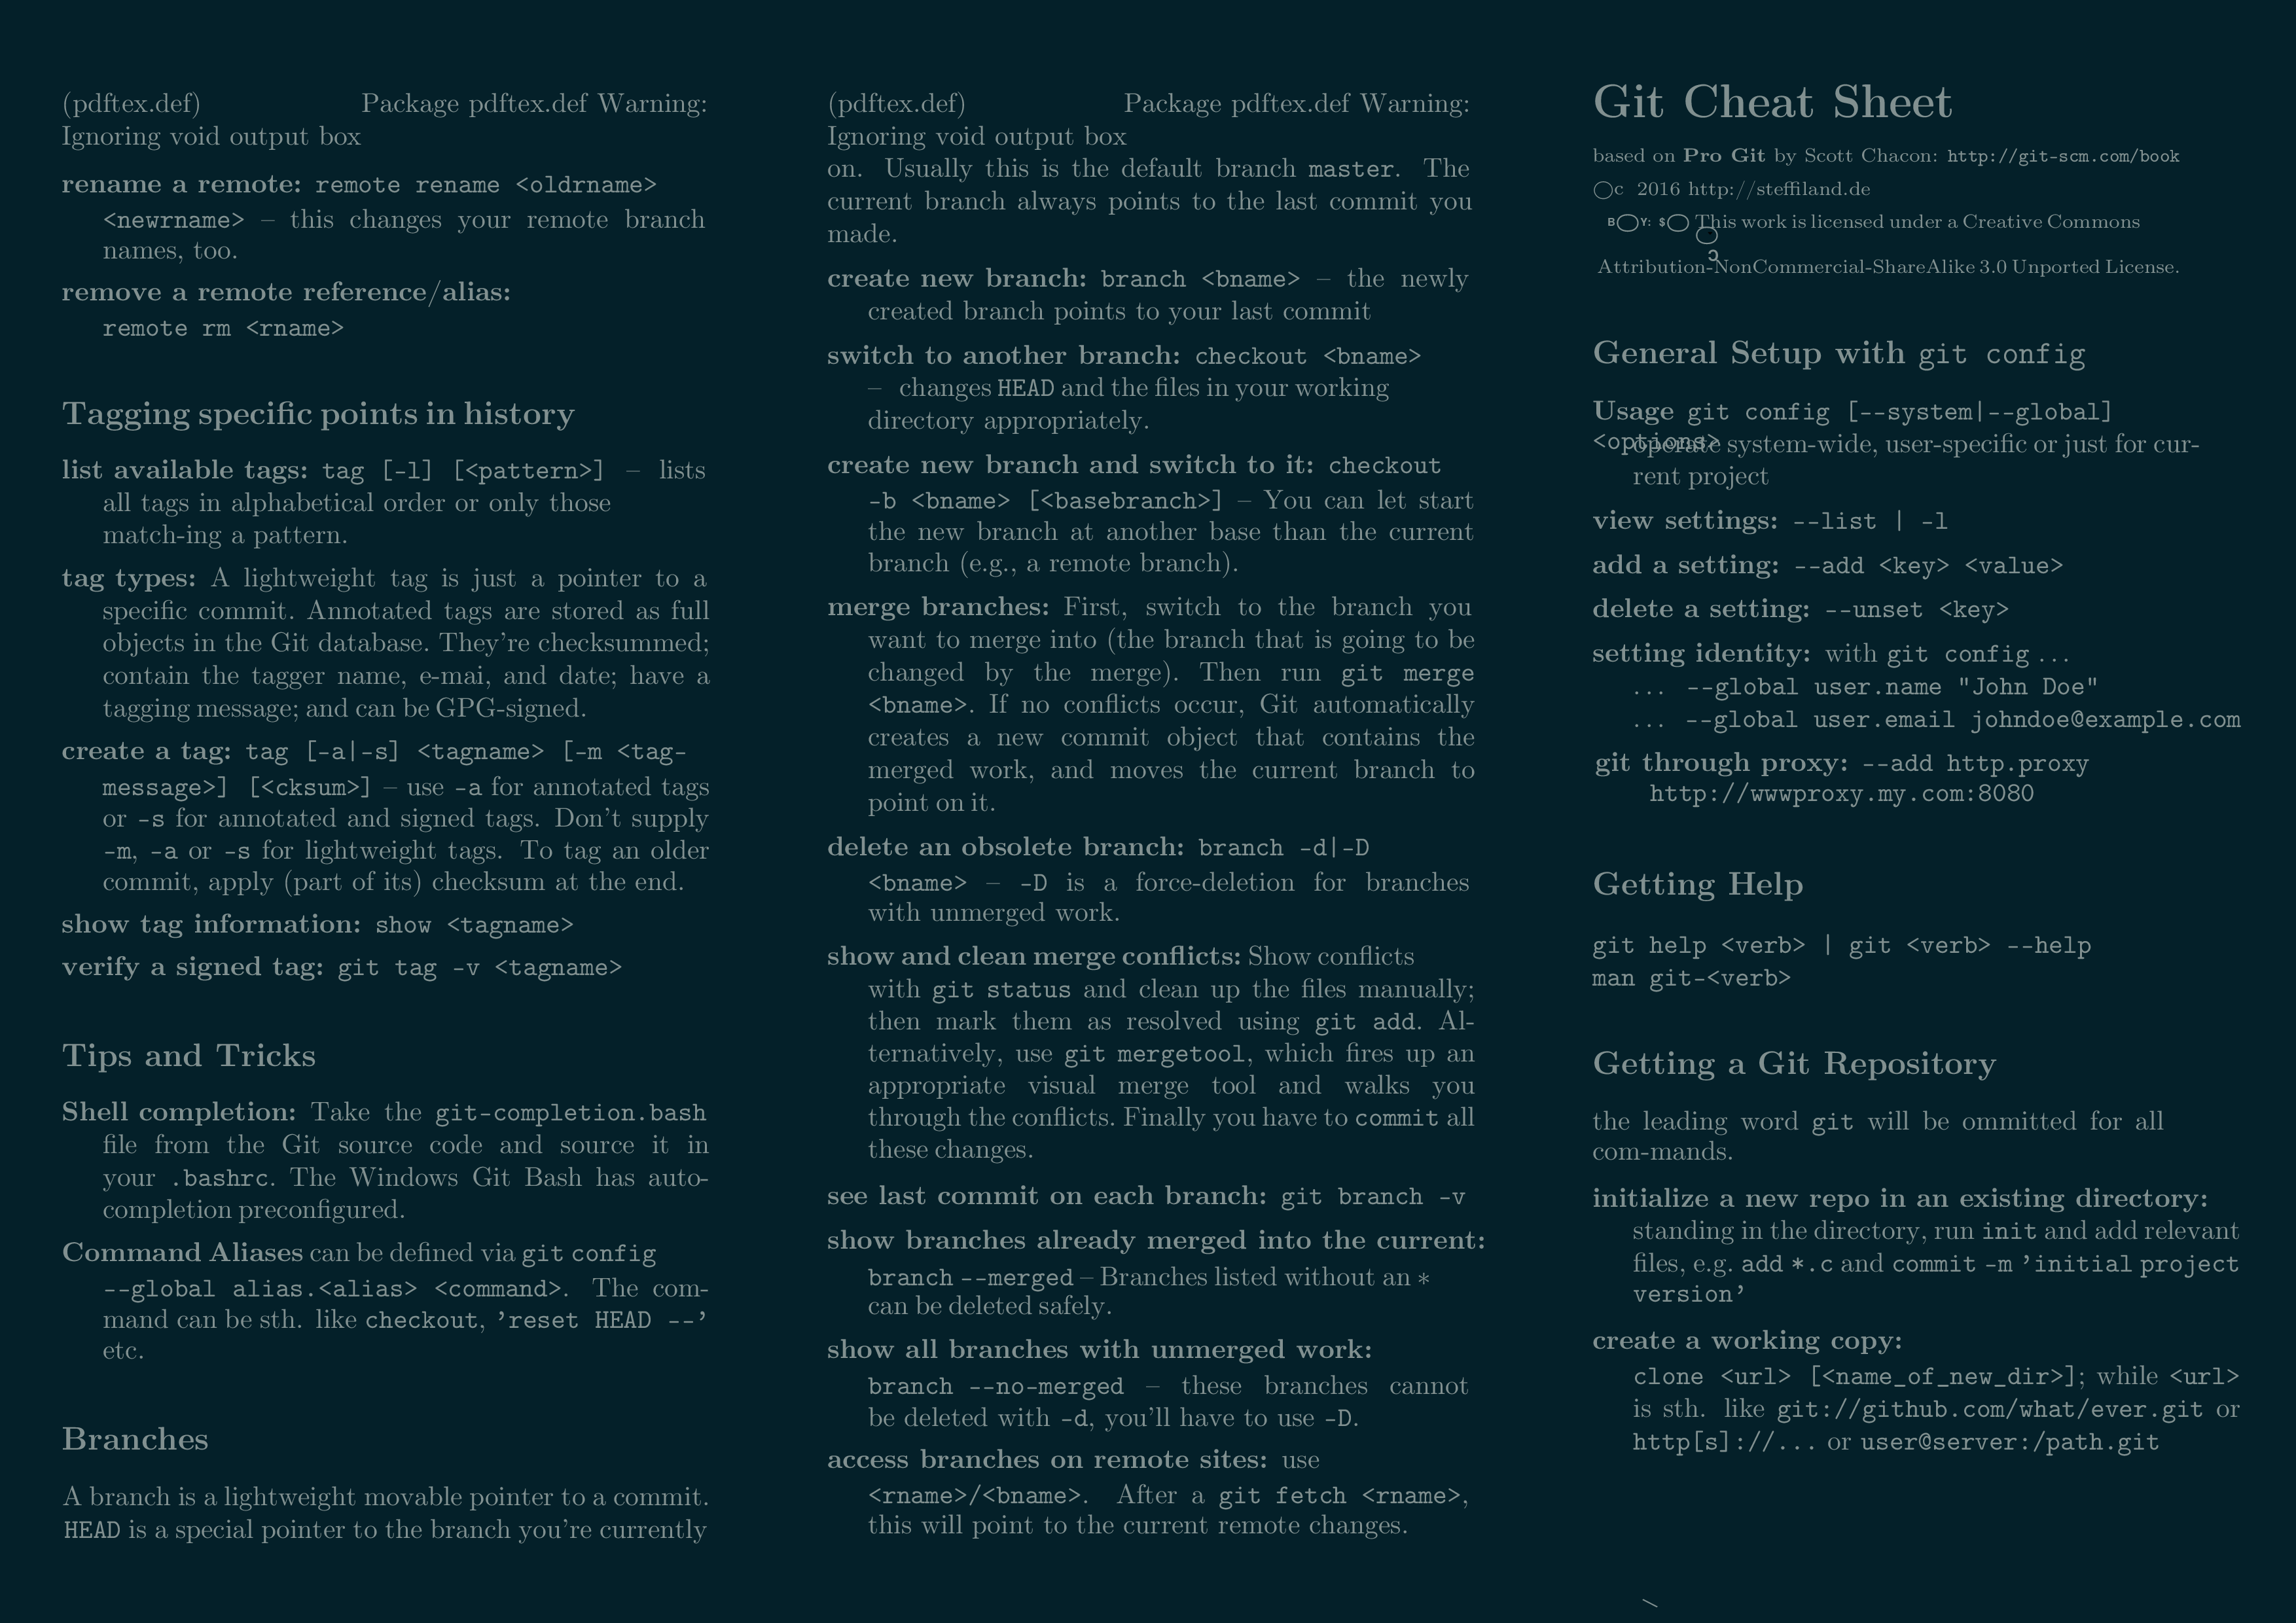 (pdftex.def) Package pdftex.def Warning:
Ignoring void output box
rename a remote: remote rename <oldrname>
<newrname> – this changes your remote branch
names, too.
remove a remote reference/alias:
remote rm <rname>
Tagging specific points in history
list available tags: tag [-l] [<pattern>] – lists
all tags in alphabetical order or only those
match-ing a pattern.
tag types: A lightweight tag is just a pointer to a
specific commit. Annotated tags are stored as full
objects in the Git database. They're checksummed;
contain the tagger name, e-mai, and date; have a
tagging message; and can be GPG-signed.
create a tag: tag [-a|-s] <tagname> [-m <tag-
message>] [<cksum>] – use -a for annotated tags
or -s for annotated and signed tags. Don't supply
-m, -a or -s for lightweight tags. To tag an older
commit, apply (part of its) checksum at the end.
show tag information: show <tagname>
verify a signed tag: git tag -v <tagname>
Tips and Tricks
Shell completion: Take the git-completion.bash
file from the Git source code and source it in
your .bashrc. The Windows Git Bash has auto-
completion preconfigured.
Command Aliases can be defined via git config
--global alias.<alias> <command>. The com-
mand can be sth. like checkout, 'reset HEAD --'
etc.
Branches
A branch is a lightweight movable pointer to a commit.
HEAD is a special pointer to the branch you're currently
(pdftex.def) Package pdftex.def Warning:
Ignoring void output box
on. Usually this is the default branch master. The
current branch always points to the last commit you
made.
create new branch: branch <bname> – the newly
created branch points to your last commit
switch to another branch: checkout <bname>
– changes HEAD and the files in your working
directory appropriately.
create new branch and switch to it: checkout
-b <bname> [<basebranch>] – You can let start
the new branch at another base than the current
branch (e.g., a remote branch).
merge branches: First, switch to the branch you
want to merge into (the branch that is going to be
changed by the merge). Then run git merge
<bname>. If no conflicts occur, Git automatically
creates a new commit object that contains the
merged work, and moves the current branch to
point on it.
delete an obsolete branch: branch -d|-D
<bname> – -D is a force-deletion for branches
with unmerged work.
show and clean merge conflicts: Show conflicts
with git status and clean up the files manually;
then mark them as resolved using git add. Al-
ternatively, use git mergetool, which fires up an
appropriate visual merge tool and walks you
through the conflicts. Finally you have to commit all
these changes.
see last commit on each branch: git branch -v
show branches already merged into the current:
branch --merged – Branches listed without an *
can be deleted safely.
show all branches with unmerged work:
branch --no-merged – these branches cannot
be deleted with -d, you'll have to use -D.
access branches on remote sites: use
<rname>/<bname>. After a git fetch <rname>,
this will point to the current remote changes.
Git Cheat Sheet
based on Pro Git by Scott Chacon: http://git-scm.com/book
c 2016 http://steffiland.de
BY: $ This work is licensed under a Creative Commons
Attribution-NonCommercial-ShareAlike 3.0 Unported License.
General Setup with git config
Usage git config [--system|--global]
<options>
operate system-wide, user-specific or just for cur-
rent project
view settings: --list | -l
add a setting: --add <key> <value>
delete a setting: --unset <key>
setting identity: with git config ...
... --global user.name "John Doe"
... --global user.email johndoe@example.com
git through proxy: --add http.proxy
http://wwwproxy.my.com:8080
Getting Help
git help <verb> | git <verb> --help
man git-<verb>
Getting a Git Repository
the leading word git will be ommitted for all
com-mands.
initialize a new repo in an existing directory:
standing in the directory, run init and add relevant
files, e.g. add *.c and commit -m 'initial project
version'
create a working copy:
clone <url> [<name_of_new_dir>]; while <url>
is sth. like git://github.com/what/ever.git or
http[s]://... or user@server:/path.git